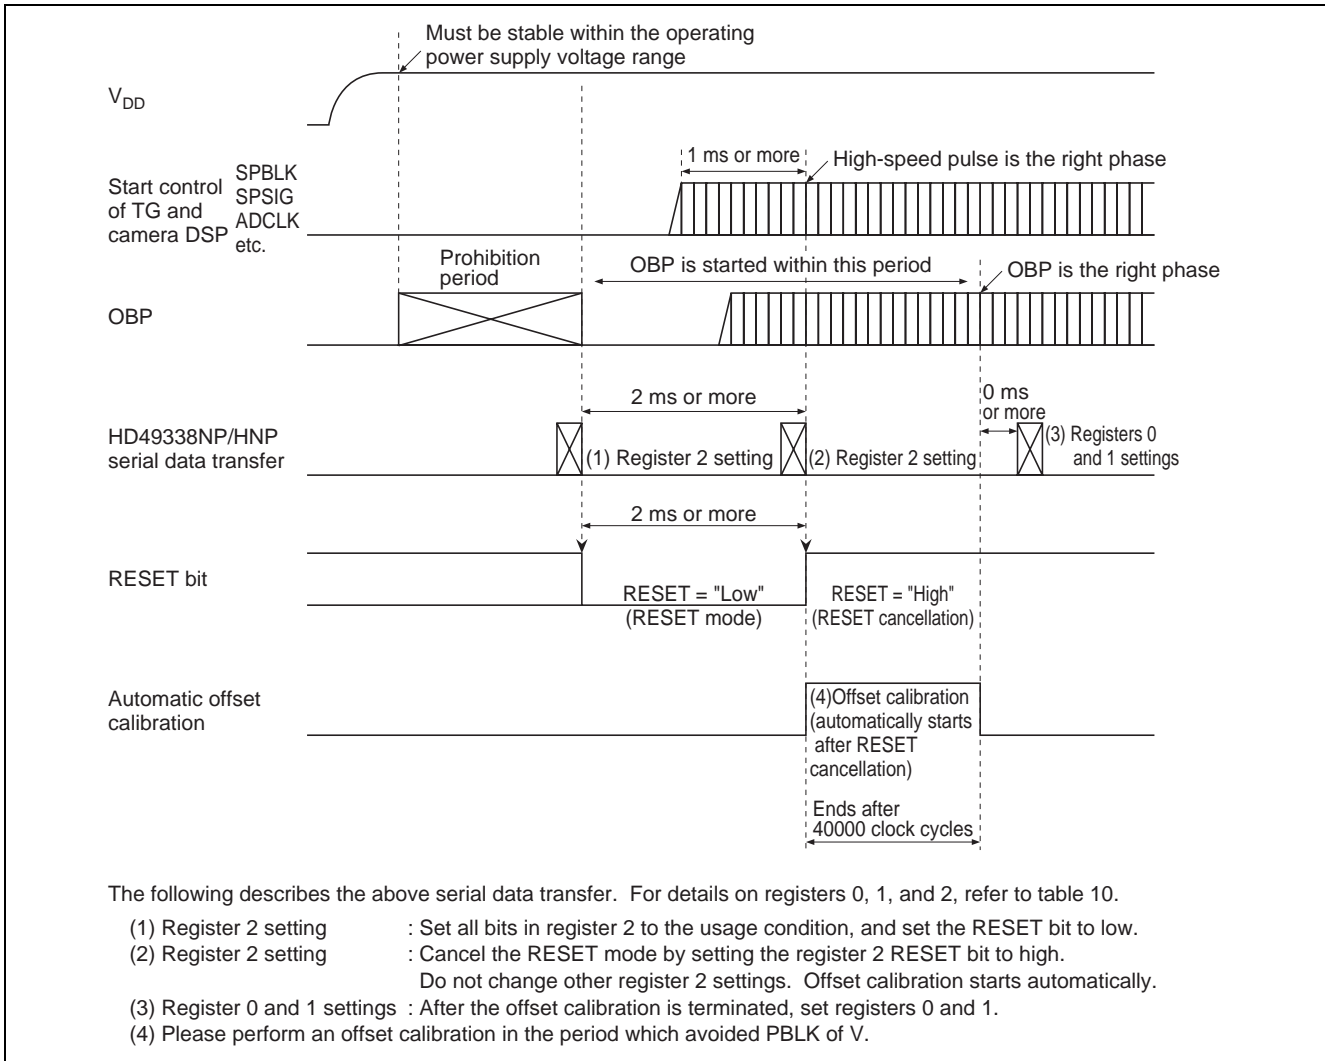 Must be stable within the operating
power supply voltage range
VDD
1 ms or more
High-speed pulse is the right phase
Start control
of TG and
camera DSP
SPBLK
SPSIG
ADCLK
etc.
Prohibition
period
OBP is started within this period
OBP is the right phase
OBP
2 ms or more
0 ms
or more
HD49338NP/HNP
serial data transfer
(1) Register 2 setting
(2) Register 2 setting
(3) Registers 0
and 1 settings
2 ms or more
RESET bit
RESET = "Low"
(RESET mode)
RESET = "High"
(RESET cancellation)
Automatic offset
calibration
(4)Offset calibration
(automatically starts
after RESET
cancellation)
Ends after
40000 clock cycles
The following describes the above serial data transfer. For details on registers 0, 1, and 2, refer to table 10.
(1) Register 2 setting : Set all bits in register 2 to the usage condition, and set the RESET bit to low.
(2) Register 2 setting : Cancel the RESET mode by setting the register 2 RESET bit to high.
Do not change other register 2 settings. Offset calibration starts automatically.
(3) Register 0 and 1 settings : After the offset calibration is terminated, set registers 0 and 1.
(4) Please perform an offset calibration in the period which avoided PBLK of V.